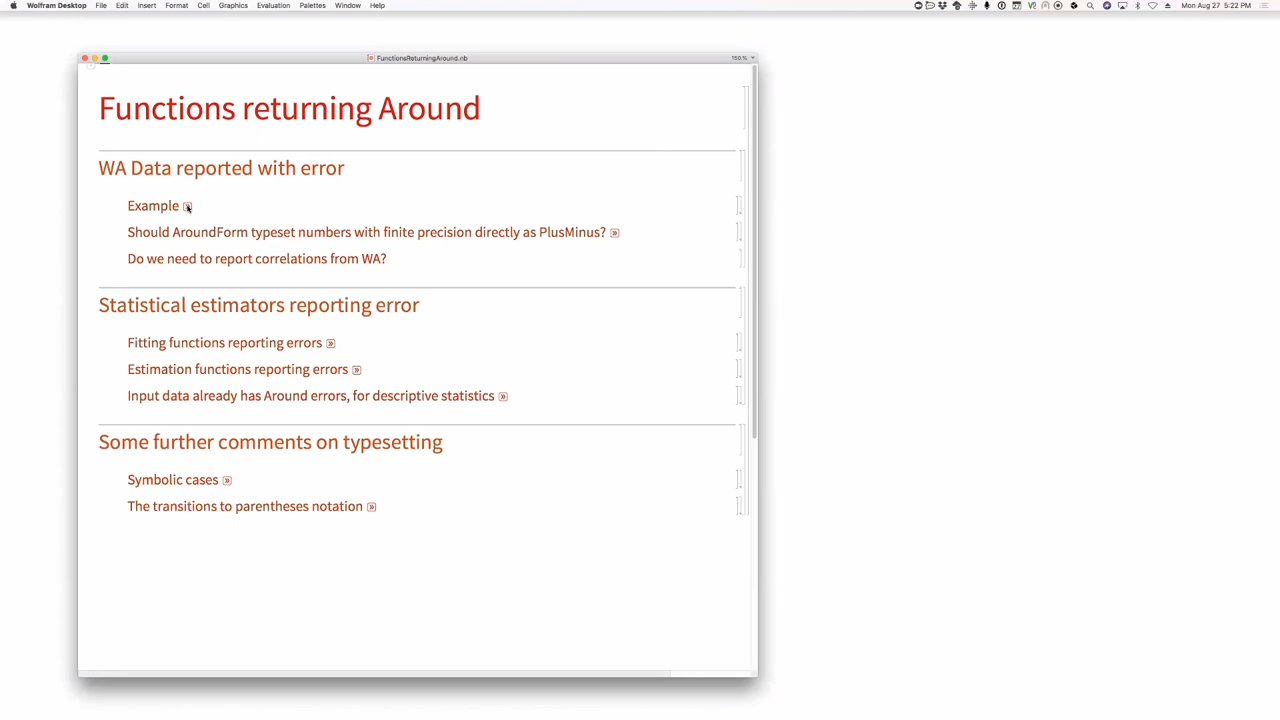 Wolfram Desktop File Edit Insert Format Cell Graphics Evaluation Palettes Window Help Mon Aug 27 5:22 PM
FunctionsReturningAround.nb 150%
Functions returning Around
WA Data reported with error
Example
Should AroundForm typeset numbers with finite precision directly as PlusMinus?
Do we need to report correlations from WA?
Statistical estimators reporting error
Fitting functions reporting errors
Estimation functions reporting errors
Input data already has Around errors, for descriptive statistics
Some further comments on typesetting
Symbolic cases
The transitions to parentheses notation